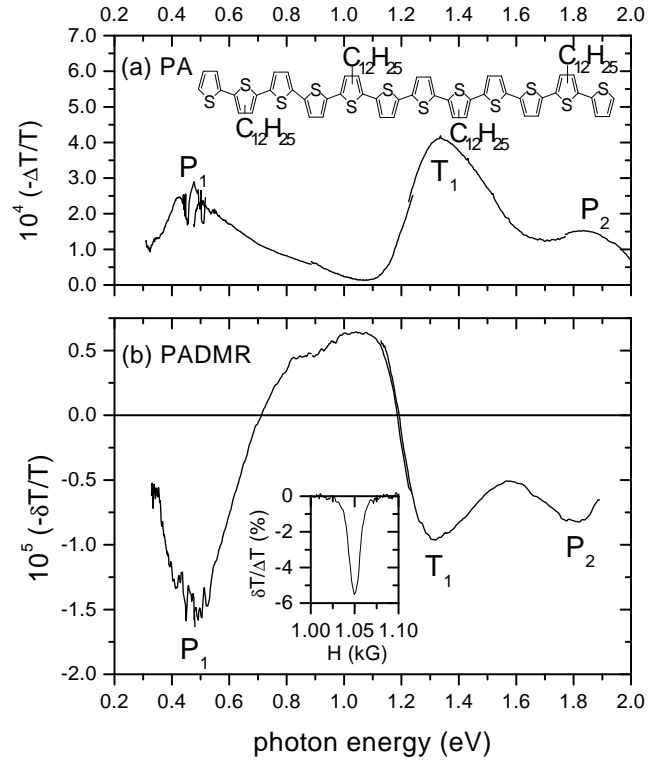 0.2 0.4 0.6 0.8 1.0 1.2 1.4 1.6 1.8 2.0
7.0
6.0
5.0
4.0
3.0
2.0
1.0
0.0
10⁴ (-ΔT/T)
(a) PA
C₁₂H₂₅ C₁₂H₂₅
S S S S S S S S S S S S
C₁₂H₂₅ C₁₂H₂₅
P₁
T₁
P₂
0.5
0.0
-0.5
-1.0
-1.5
-2.0
10⁵ (-δT/T)
(b) PADMR
0
-2
-4
-6
δT/ΔT (%)
1.00 1.05 1.10
H (kG)
T₁
P₂
P₁
0.2 0.4 0.6 0.8 1.0 1.2 1.4 1.6 1.8 2.0
photon energy (eV)